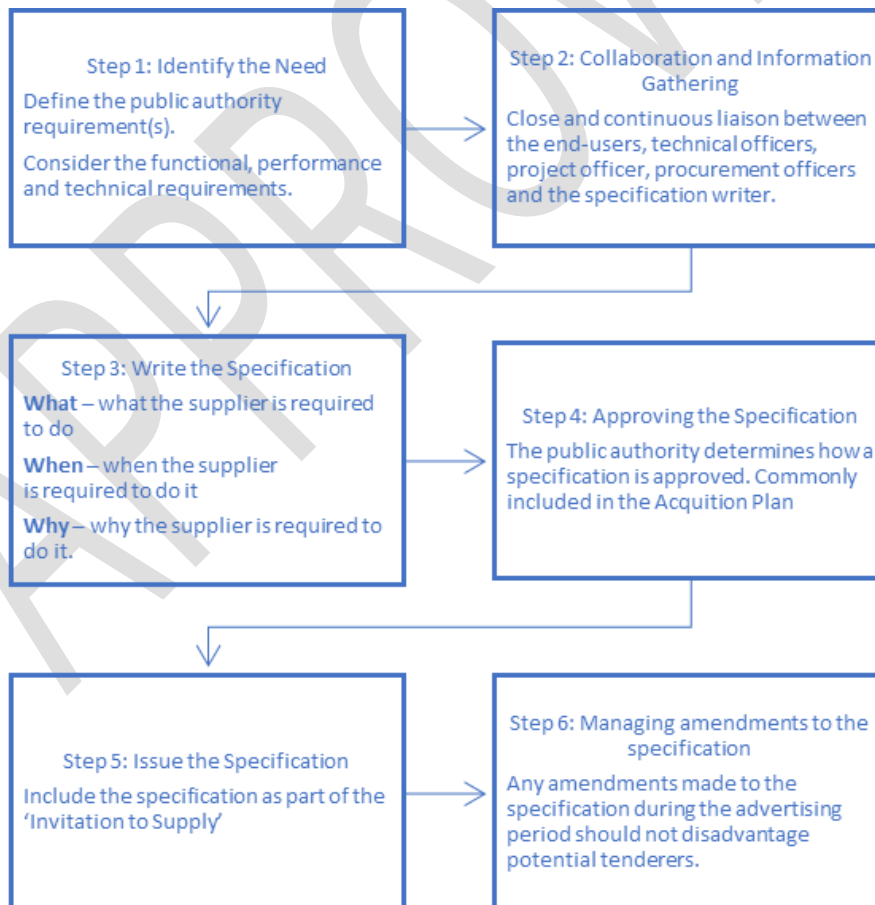 Step 1: Identify the Need
Define the public authority
requirement(s).
Consider the functional, performance
and technical requirements.
Step 2: Collaboration and Information
Gathering
Close and continuous liaison between
the end-users, technical officers,
project officer, procurement officers
and the specification writer.
Step 3: Write the Specification
What – what the supplier is required
to do
When – when the supplier
is required to do it
Why – why the supplier is required to
do it.
Step 4: Approving the Specification
The public authority determines how a
specification is approved. Commonly
included in the Acquition Plan
Step 5: Issue the Specification
Include the specification as part of the
‘Invitation to Supply’
Step 6: Managing amendments to the
specification
Any amendments made to the
specification during the advertising
period should not disadvantage
potential tenderers.